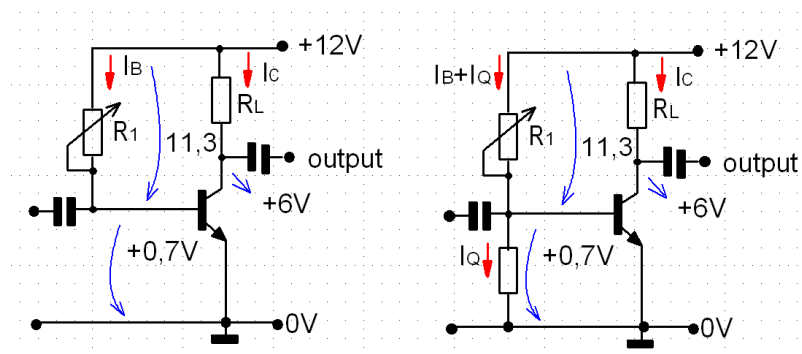 +12V
IB
IC
RL
R1
11,3
output
+6V
+0,7V
0V
+12V
IB+IQ
IC
RL
R1
11,3
output
+6V
IQ
+0,7V
0V